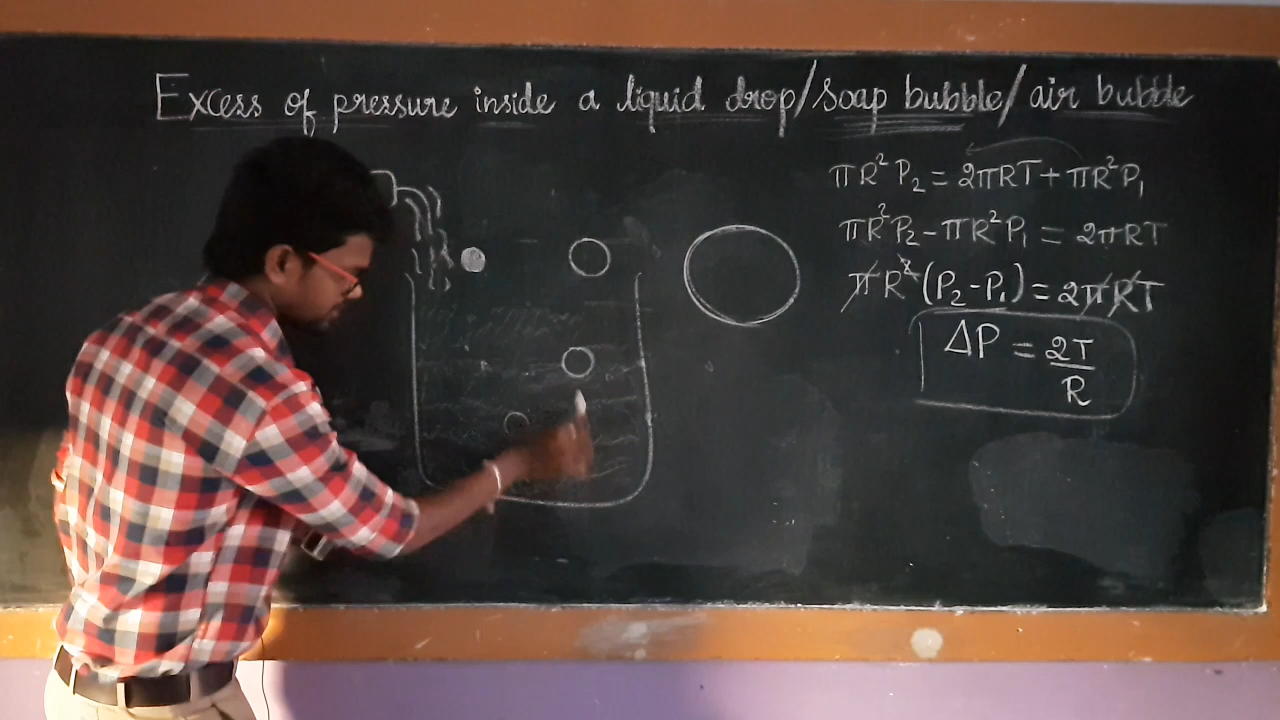 Excess of pressure inside a liquid drop/soap bubble/air bubble
πR²P₂ = 2πRT + πR²P₁
πR²P₂ - πR²P₁ = 2πRT
πR²(P₂-P₁) = 2πRT
ΔP = 2T/R